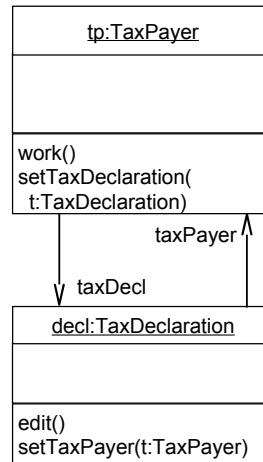 tp:TaxPayer
work()
setTaxDeclaration(
t:TaxDeclaration)
taxPayer
taxDecl
decl:TaxDeclaration
edit()
setTaxPayer(t:TaxPayer)